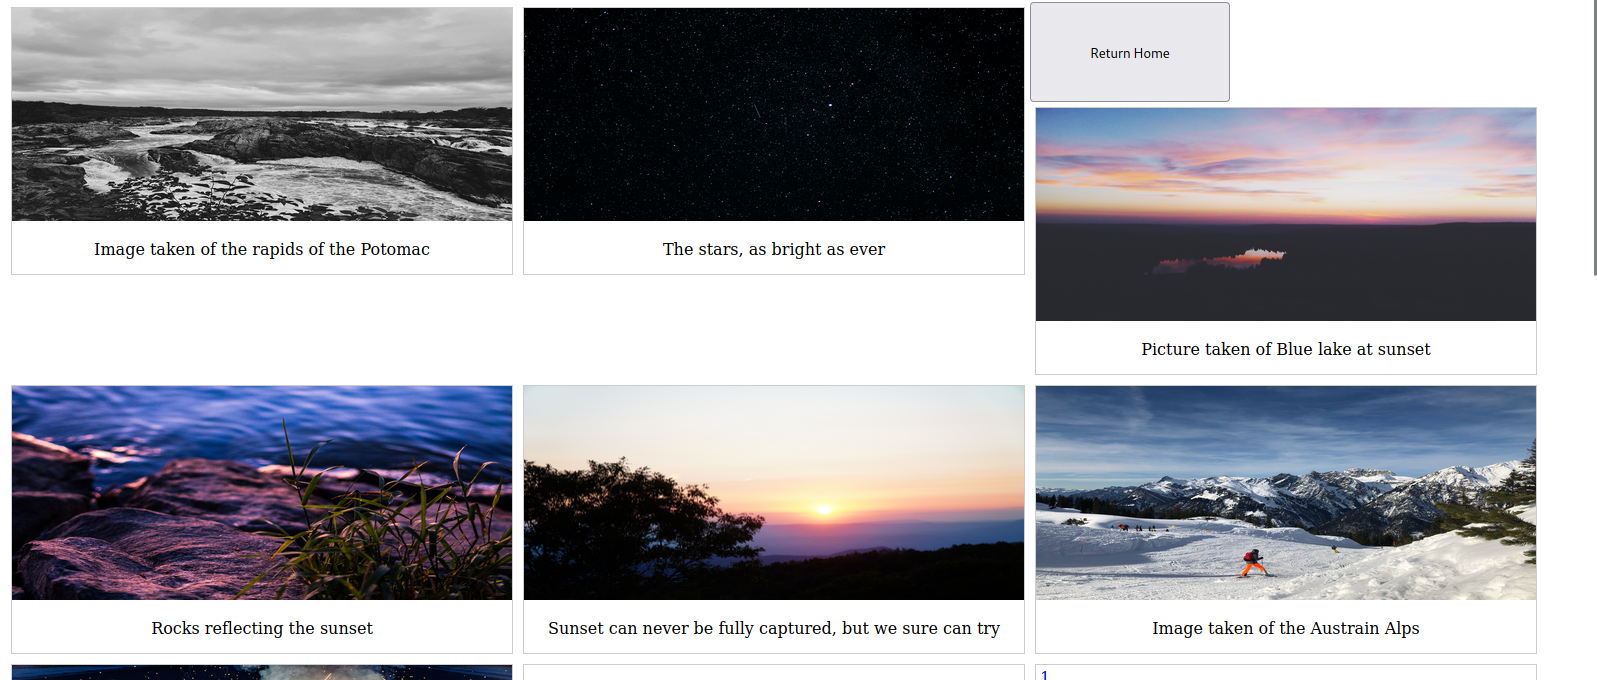 Return Home
Image taken of the rapids of the Potomac
The stars, as bright as ever
Picture taken of Blue lake at sunset
Rocks reflecting the sunset
Sunset can never be fully captured, but we sure can try
Image taken of the Austrain Alps
1